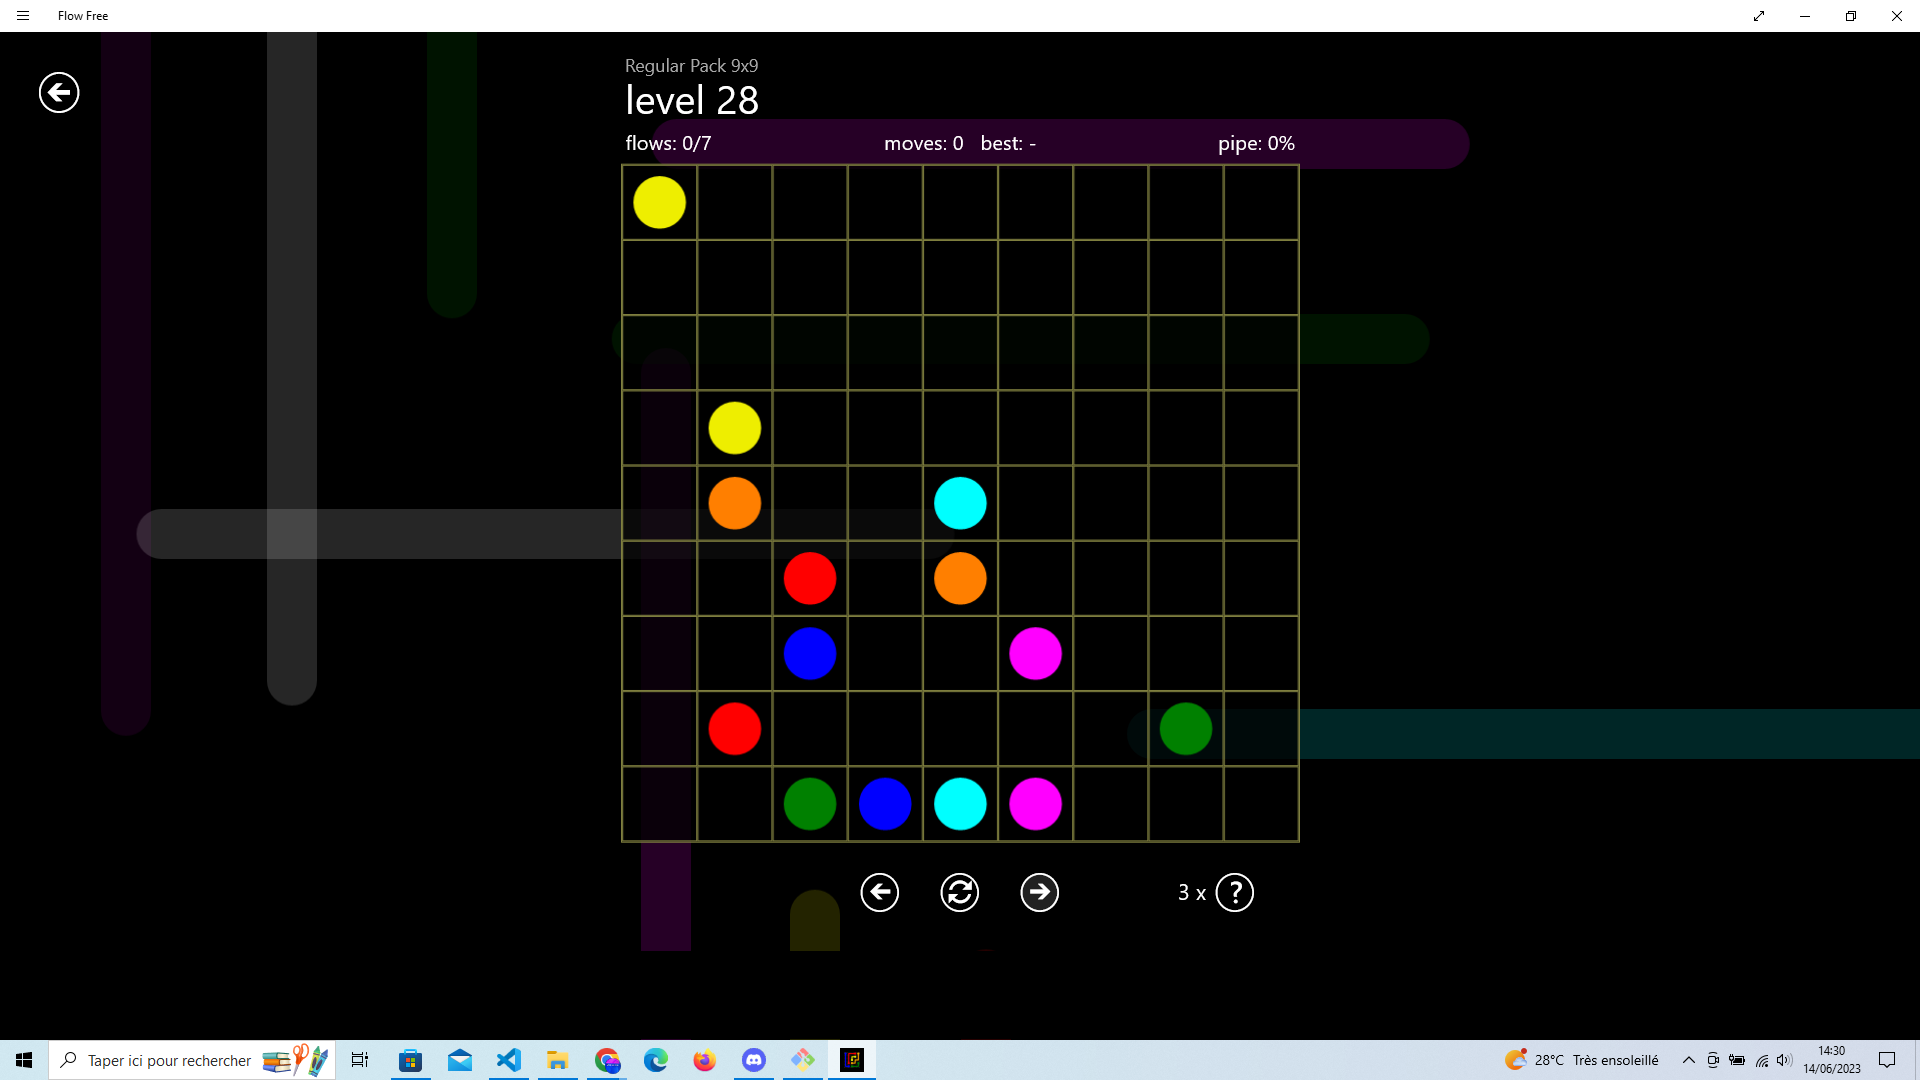 Flow Free
Regular Pack 9x9
level 28
flows: 0/7 moves: 0 best: - pipe: 0%
3 x ?
Taper ici pour rechercher
28°C Très ensoleillé
14:30
14/06/2023